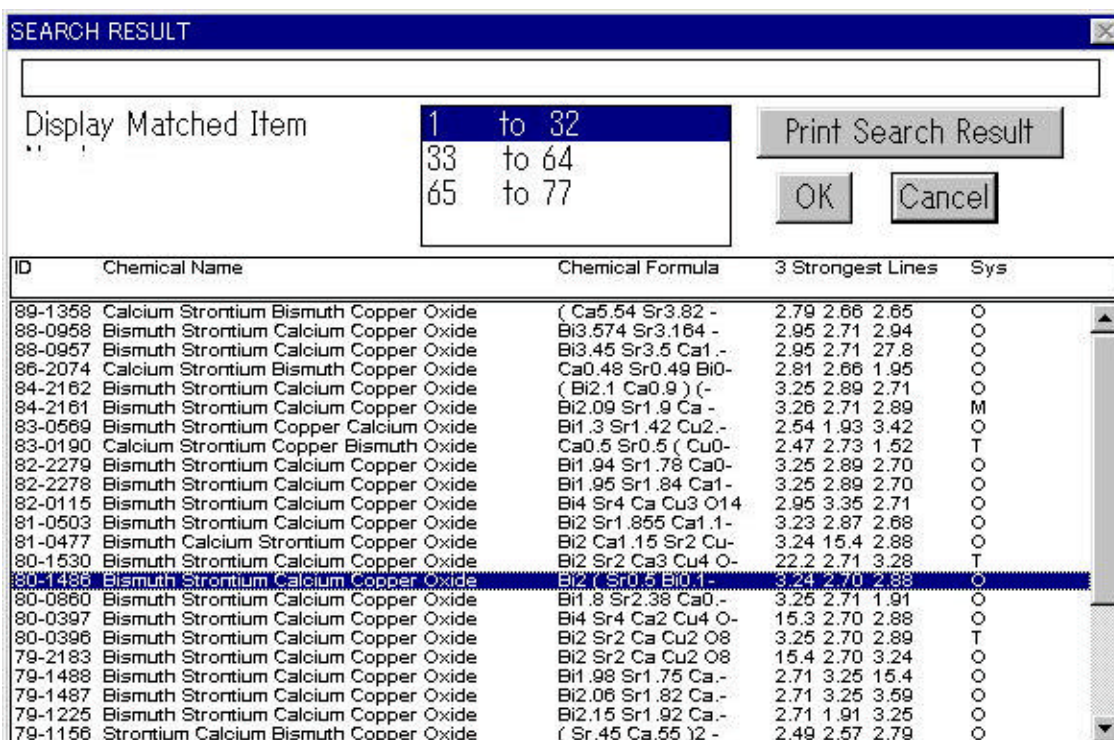 SEARCH RESULT
Display Matched Item
1 to 32
33 to 64
65 to 77
Print Search Result
OK Cancel
ID Chemical Name Chemical Formula 3 Strongest Lines Sys
89-1358 Calcium Strontium Bismuth Copper Oxide ( Ca5.54 Sr3.82 - 2.79 2.66 2.65 O
88-0958 Bismuth Strontium Calcium Copper Oxide Bi3.574 Sr3.164 - 2.95 2.71 2.94 O
88-0957 Bismuth Strontium Calcium Copper Oxide Bi3.45 Sr3.5 Ca1.- 2.95 2.71 27.8 O
86-2074 Calcium Strontium Bismuth Copper Oxide Ca0.48 Sr0.49 Bi0- 2.81 2.66 1.95 O
84-2162 Bismuth Strontium Calcium Copper Oxide ( Bi2.1 Ca0.9 ) (- 3.25 2.89 2.71 O
84-2161 Bismuth Strontium Calcium Copper Oxide Bi2.09 Sr1.9 Ca - 3.26 2.71 2.89 M
83-0569 Bismuth Strontium Copper Calcium Oxide Bi1.3 Sr1.42 Cu2.- 2.54 1.93 3.42 O
83-0190 Calcium Strontium Copper Bismuth Oxide Ca0.5 Sr0.5 ( Cu0- 2.47 2.73 1.52 T
82-2279 Bismuth Strontium Calcium Copper Oxide Bi1.94 Sr1.78 Ca0- 3.25 2.89 2.70 O
82-2278 Bismuth Strontium Calcium Copper Oxide Bi1.95 Sr1.84 Ca1- 3.25 2.89 2.70 O
82-0115 Bismuth Strontium Calcium Copper Oxide Bi4 Sr4 Ca Cu3 O14 2.95 3.35 2.71 O
81-0503 Bismuth Strontium Calcium Copper Oxide Bi2 Sr1.855 Ca1.1- 3.23 2.87 2.68 O
81-0477 Bismuth Calcium Strontium Copper Oxide Bi2 Ca1.15 Sr2 Cu- 3.24 15.4 2.88 O
80-1530 Bismuth Strontium Calcium Copper Oxide Bi2 Sr2 Ca3 Cu4 O- 22.2 2.71 3.28 T
80-1486 Bismuth Strontium Calcium Copper Oxide Bi2 ( Sr0.5 Bi0.1- 3.24 2.70 2.88 O
80-0860 Bismuth Strontium Calcium Copper Oxide Bi1.8 Sr2.38 Ca0.- 3.25 2.71 1.91 O
80-0397 Bismuth Strontium Calcium Copper Oxide Bi4 Sr4 Ca2 Cu4 O- 15.3 2.70 2.88 O
80-0396 Bismuth Strontium Calcium Copper Oxide Bi2 Sr2 Ca Cu2 O8 3.25 2.70 2.89 T
79-2183 Bismuth Strontium Calcium Copper Oxide Bi2 Sr2 Ca Cu2 O8 15.4 2.70 3.24 O
79-1488 Bismuth Strontium Calcium Copper Oxide Bi1.98 Sr1.75 Ca.- 2.71 3.25 15.4 O
79-1487 Bismuth Strontium Calcium Copper Oxide Bi2.06 Sr1.82 Ca.- 2.71 3.25 3.59 O
79-1225 Bismuth Strontium Calcium Copper Oxide Bi2.15 Sr1.92 Ca.- 2.71 1.91 3.25 O
79-1156 Strontium Calcium Bismuth Copper Oxide ( Sr.45 Ca.55 )2 - 2.49 2.57 2.79 O